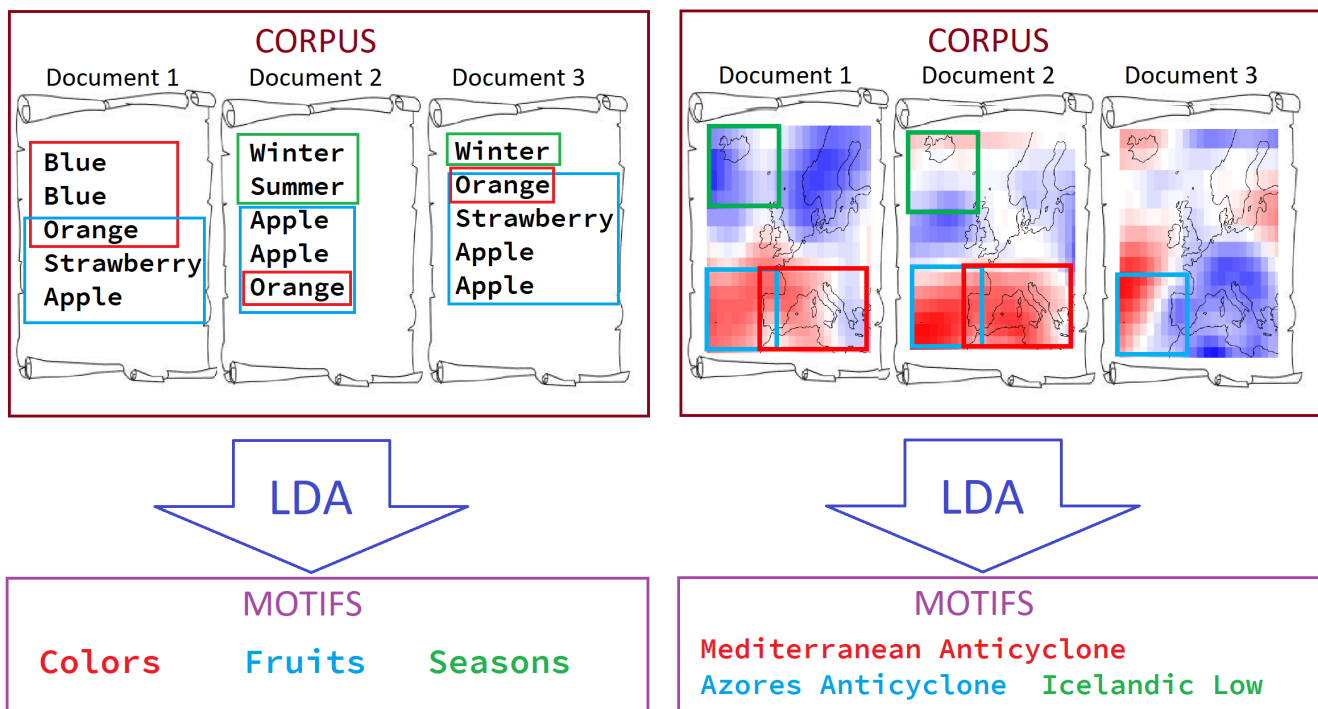 CORPUS
Document 1
Document 2
Document 3
Blue
Blue
Orange
Strawberry
Apple
Winter
Summer
Apple
Apple
Orange
Winter
Orange
Strawberry
Apple
Apple
LDA
MOTIFS
Colors
Fruits
Seasons
CORPUS
Document 1
Document 2
Document 3
LDA
MOTIFS
Mediterranean Anticyclone
Azores Anticyclone
Icelandic Low